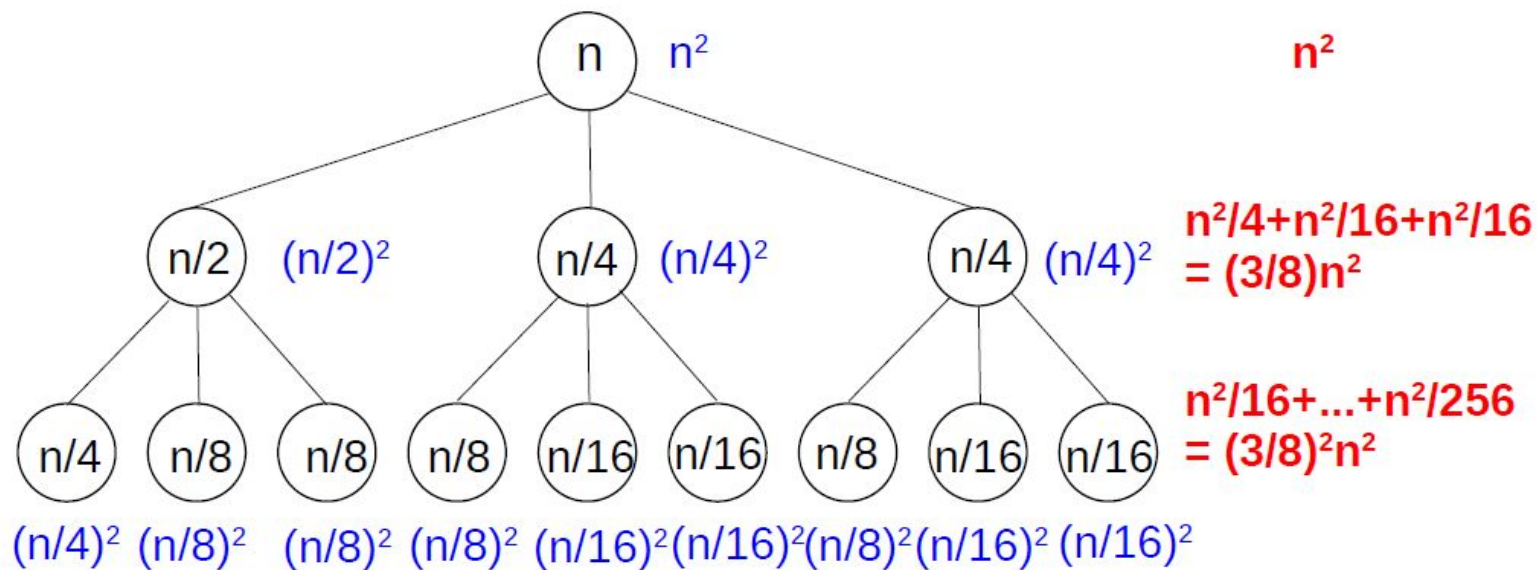 n n² n²
n/2 (n/2)² n/4 (n/4)² n/4 (n/4)² n²/4+n²/16+n²/16
= (3/8)n²
n/4 n/8 n/8 n/8 n/16 n/16 n/8 n/16 n/16 n²/16+...+n²/256
= (3/8)²n²
(n/4)² (n/8)² (n/8)² (n/8)² (n/16)² (n/16)² (n/8)² (n/16)² (n/16)²